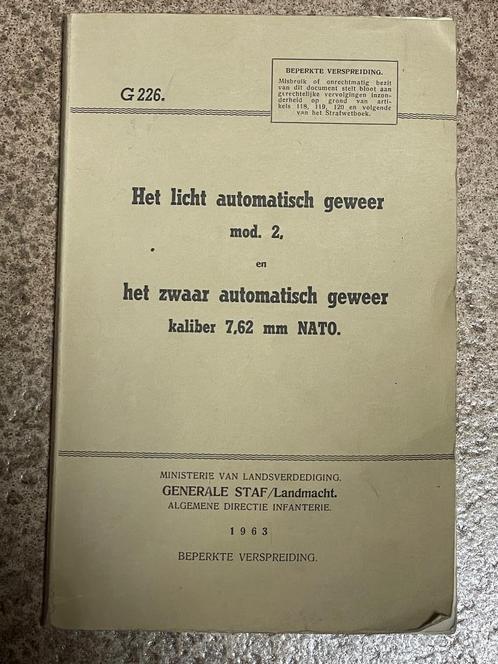 G 226.
BEPERKTE VERSPREIDING.
Misbruik of onrechtmatig bezit
van dit document stelt bloot aan
gerechtelijke vervolgingen inzon-
derheid op grond van arti-
kels 118, 119, 120 en volgende
van het Strafwetboek.
Het licht automatisch geweer
mod. 2,
en
het zwaar automatisch geweer
kaliber 7,62 mm NATO.
MINISTERIE VAN LANDSVERDEDIGING.
GENERALE STAF/Landmacht.
ALGEMENE DIRECTIE INFANTERIE.
1963
BEPERKTE VERSPREIDING.